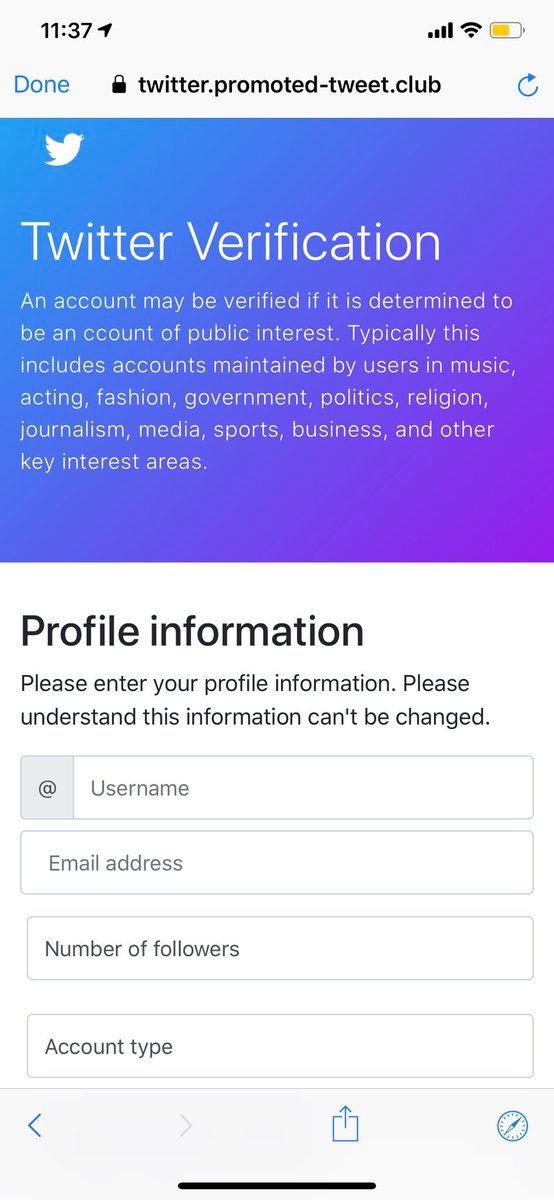 11:37
Done
twitter.promoted-tweet.club
Twitter Verification
An account may be verified if it is determined to
be an ccount of public interest. Typically this
includes accounts maintained by users in music,
acting, fashion, government, politics, religion,
journalism, media, sports, business, and other
key interest areas.
Profile information
Please enter your profile information. Please
understand this information can't be changed.
@ Username
Email address
Number of followers
Account type